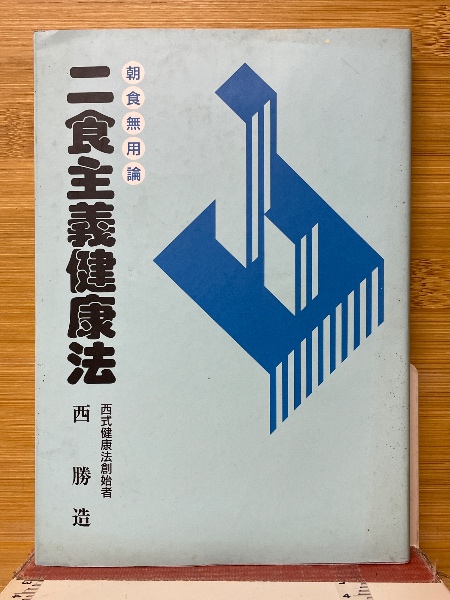 朝食無用論
二食主義健康法
西式健康法創始者
西勝造